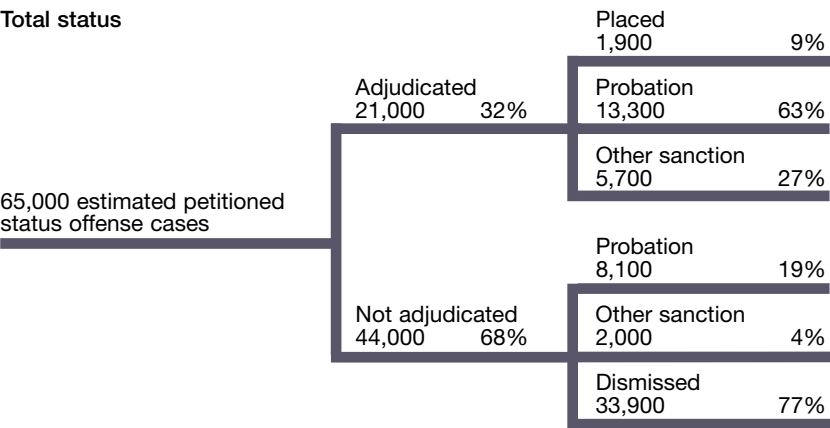 Total status
65,000 estimated petitioned
status offense cases
Adjudicated
21,000 32%
Placed
1,900 9%
Probation
13,300 63%
Other sanction
5,700 27%
Not adjudicated
44,000 68%
Probation
8,100 19%
Other sanction
2,000 4%
Dismissed
33,900 77%